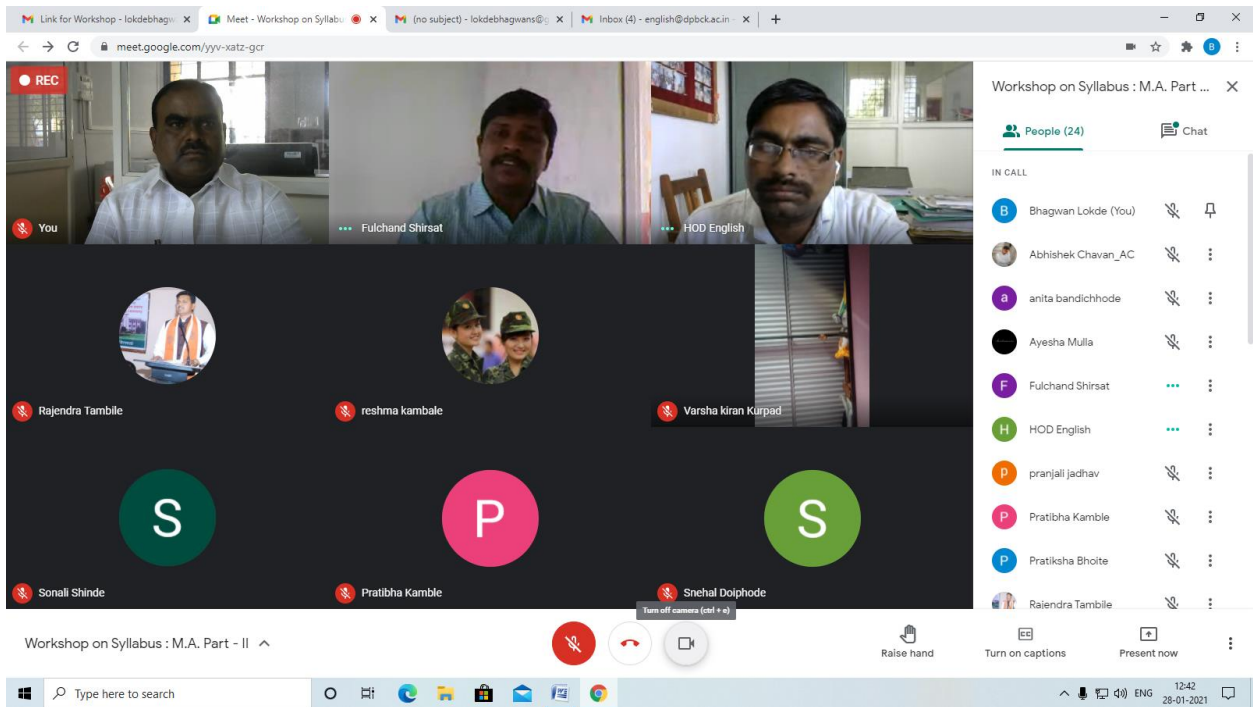 Link for Workshop - lokdebhagw
Meet - Workshop on Syllabu
(no subject) - lokdebhagwans@g
Inbox (4) - english@dpbck.ac.in -
meet.google.com/yyv-xatz-gcr
B
REC
You
Fulchand Shirsat
HOD English
Rajendra Tambile
reshma kambale
Varsha kiran Kurpad
S
P
S
Sonali Shinde
Pratibha Kamble
Snehal Doiphode
Workshop on Syllabus : M.A. Part ...
People (24)
Chat
IN CALL
B Bhagwan Lokde (You)
Abhishek Chavan_AC
a anita bandichhode
Ayesha Mulla
F Fulchand Shirsat
H HOD English
p pranjali jadhav
P Pratibha Kamble
P Pratiksha Bhoite
Rajendra Tambile
Turn off camera (ctrl + e)
Workshop on Syllabus : M.A. Part - II
Raise hand
CC
Turn on captions
Present now
Type here to search
ENG
12:42
28-01-2021